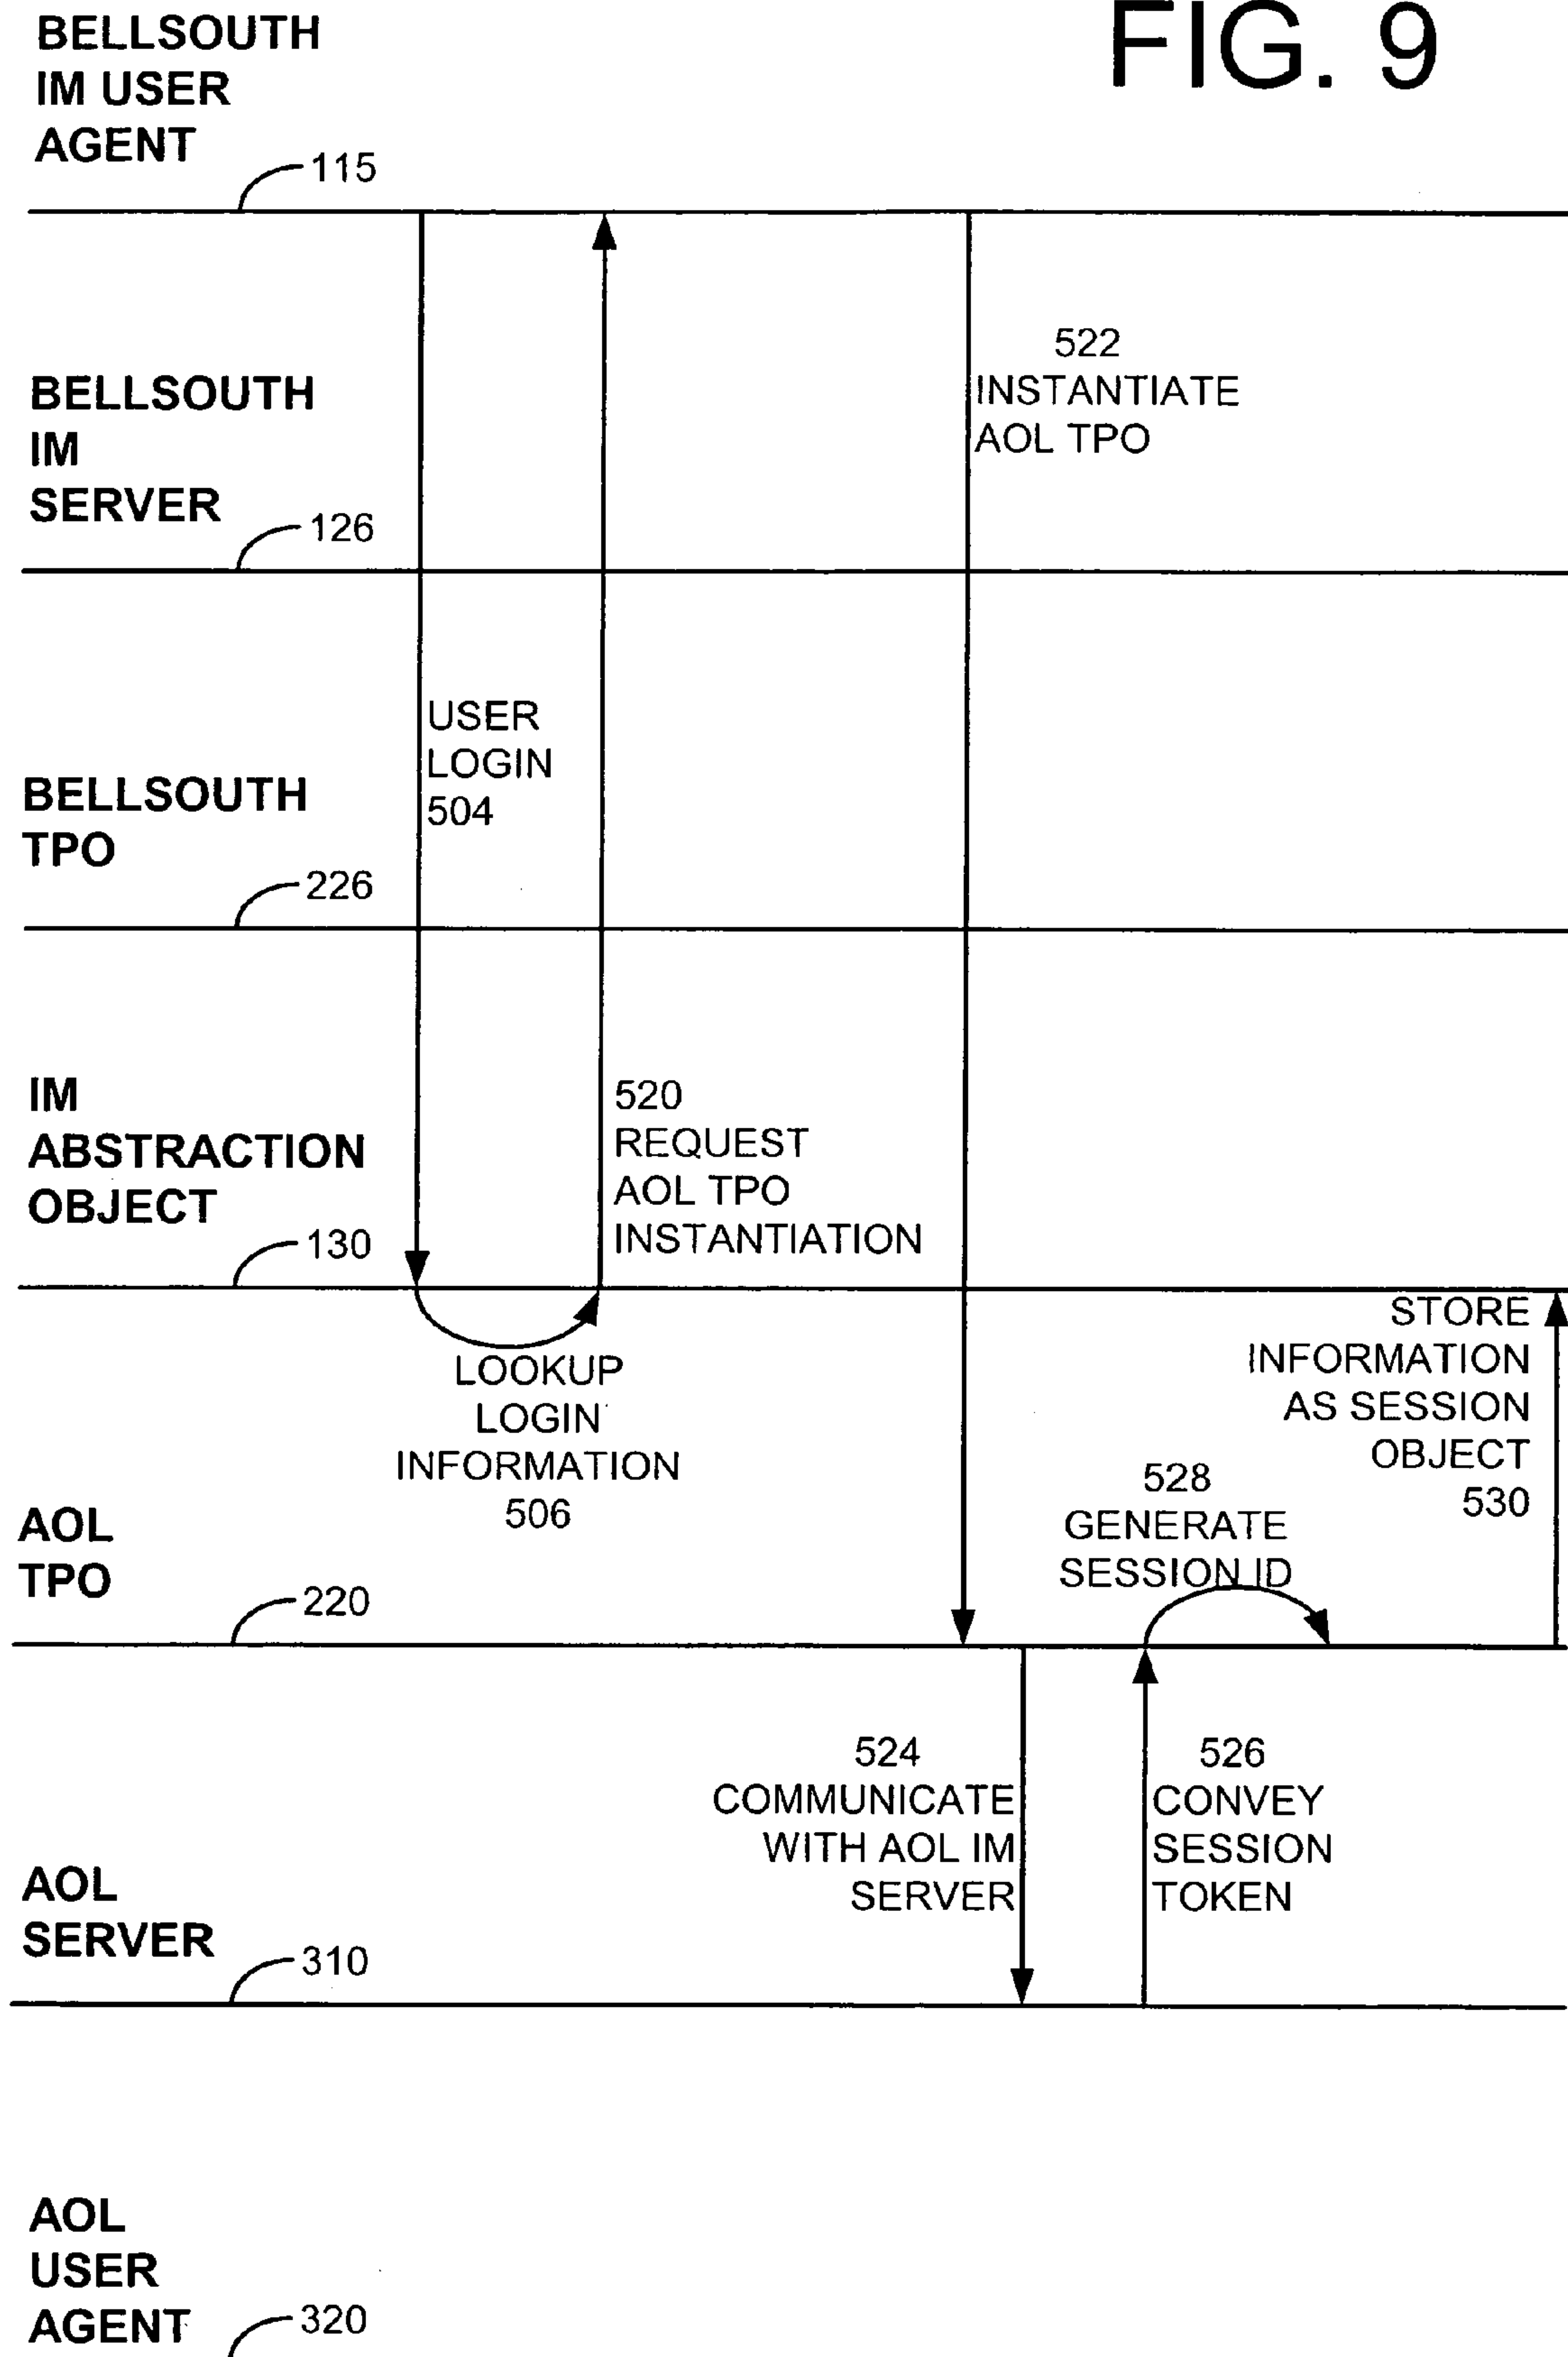 FIG. 9
BELLSOUTH
IM USER
AGENT
115
522
INSTANTIATE
AOL TPO
BELLSOUTH
IM
SERVER
126
USER
LOGIN
504
BELLSOUTH
TPO
226
IM
ABSTRACTION
OBJECT
130
520
REQUEST
AOL TPO
INSTANTIATION
LOOKUP
LOGIN
INFORMATION
506
STORE
INFORMATION
AS SESSION
OBJECT
530
528
GENERATE
SESSION ID
AOL
TPO
220
524
COMMUNICATE
WITH AOL IM
SERVER
526
CONVEY
SESSION
TOKEN
AOL
SERVER
310
AOL
USER
AGENT
320